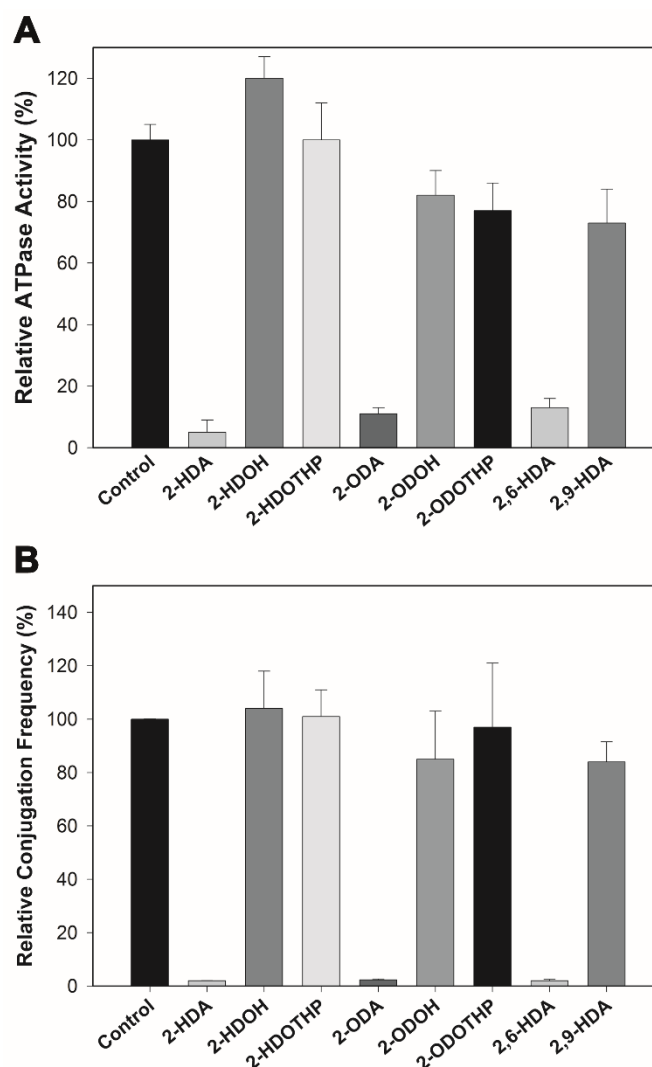 A
Relative ATPase Activity (%)
120
100
80
60
40
20
0
Control
2-HDA
2-HDOH
2-HDOTHP
2-ODA
2-ODOH
2-ODOTHP
2,6-HDA
2,9-HDA
B
Relative Conjugation Frequency (%)
140
120
100
80
60
40
20
0
Control
2-HDA
2-HDOH
2-HDOTHP
2-ODA
2-ODOH
2-ODOTHP
2,6-HDA
2,9-HDA